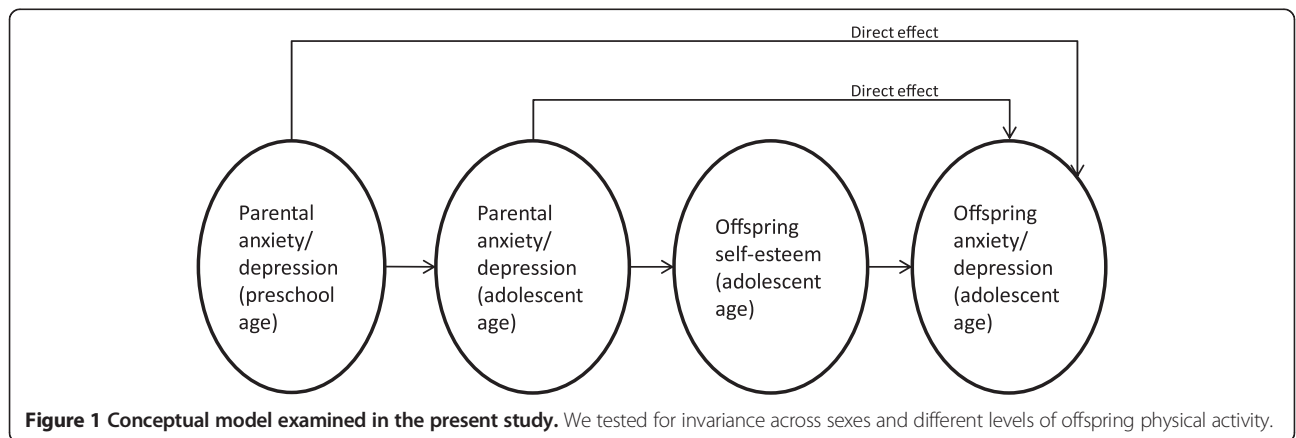 Direct effect
Direct effect
Parental
anxiety/
depression
(preschool
age)
Parental
anxiety/
depression
(adolescent
age)
Offspring
self-esteem
(adolescent
age)
Offspring
anxiety/
depression
(adolescent
age)
Figure 1 Conceptual model examined in the present study. We tested for invariance across sexes and different levels of offspring physical activity.